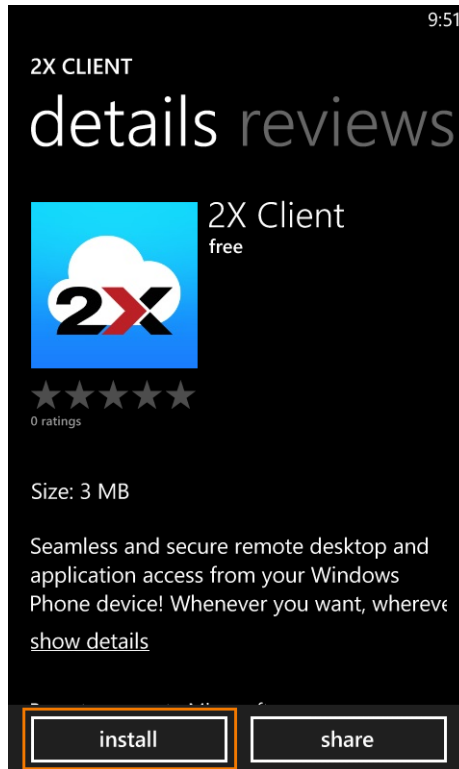 9:51
2X CLIENT
details reviews
2X Client
free
2X
0 ratings
Size: 3 MB
Seamless and secure remote desktop and
application access from your Windows
Phone device! Whenever you want, whereve
show details
install share